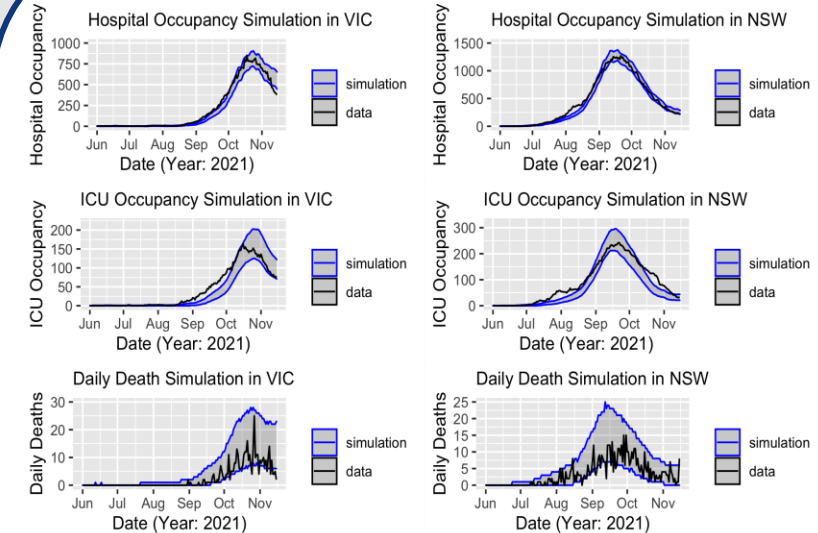 Hospital Occupancy Simulation in VIC
Hospital Occupancy
1000
750
500
250
0
Jun Jul Aug Sep Oct Nov
Date (Year: 2021)
simulation
data
Hospital Occupancy Simulation in NSW
Hospital Occupancy
1500
1000
500
0
Jun Jul Aug Sep Oct Nov
Date (Year: 2021)
simulation
data
ICU Occupancy Simulation in VIC
ICU Occupancy
200
150
100
50
0
Jun Jul Aug Sep Oct Nov
Date (Year: 2021)
simulation
data
ICU Occupancy Simulation in NSW
ICU Occupancy
300
200
100
0
Jun Jul Aug Sep Oct Nov
Date (Year: 2021)
simulation
data
Daily Death Simulation in VIC
Daily Deaths
30
20
10
0
Jun Jul Aug Sep Oct Nov
Date (Year: 2021)
simulation
data
Daily Death Simulation in NSW
Daily Deaths
25
20
15
10
5
0
Jun Jul Aug Sep Oct Nov
Date (Year: 2021)
simulation
data